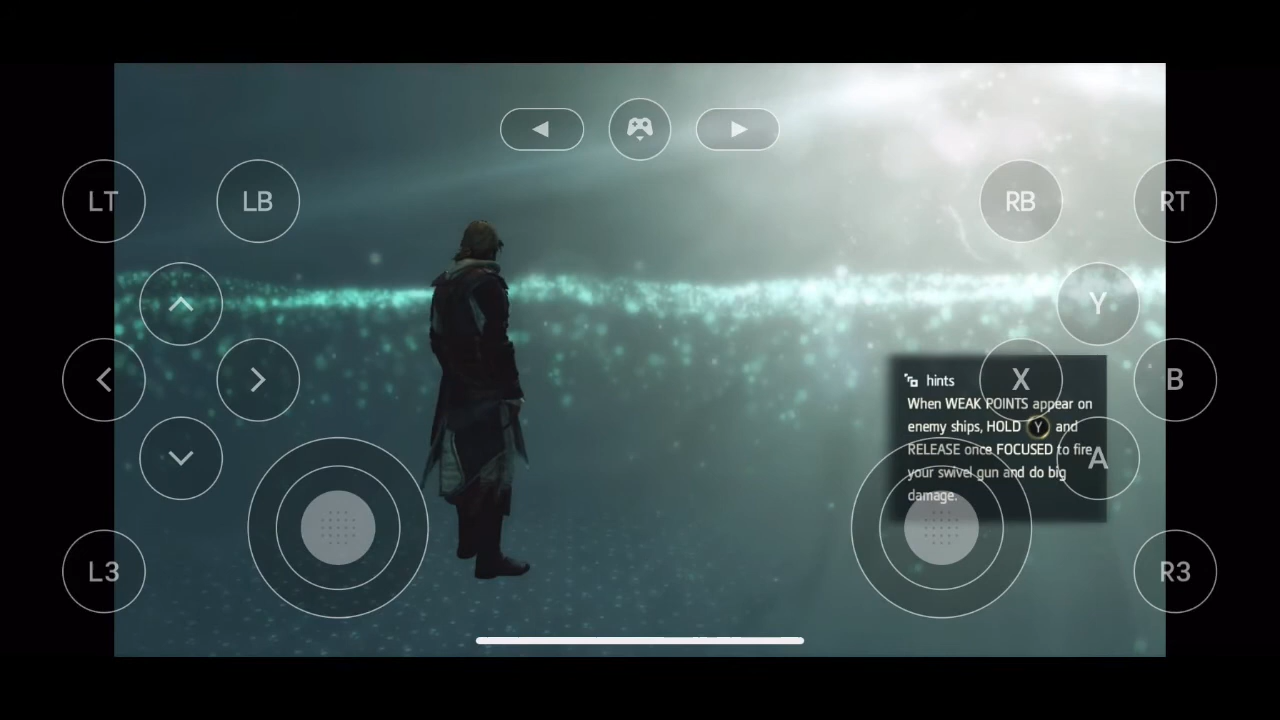 LT
LB
RB
RT
Y
hints
X
B
When WEAK POINTS appear on
enemy ships, HOLD Y and
RELEASE once FOCUSED to fire
A
your swivel gun and do big
damage.
L3
R3